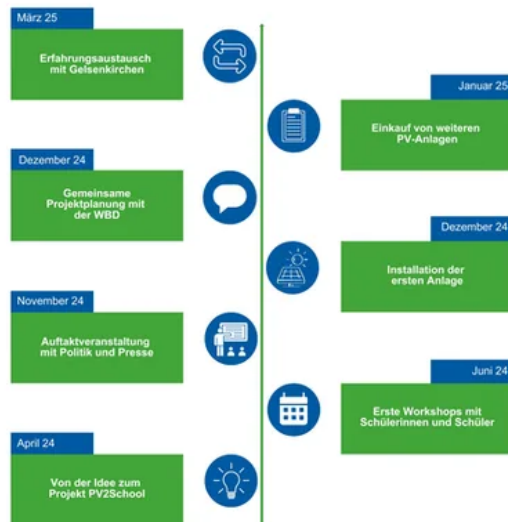 März 25
Erfahrungsaustausch
mit Gelsenkirchen
Januar 25
Einkauf von weiteren
PV-Anlagen
Dezember 24
Gemeinsame
Projektplanung mit
der WBD
Dezember 24
Installation der
ersten Anlage
November 24
Auftaktveranstaltung
mit Politik und Presse
Juni 24
Erste Workshops mit
Schülerinnen und Schüler
April 24
Von der Idee zum
Projekt PV2School